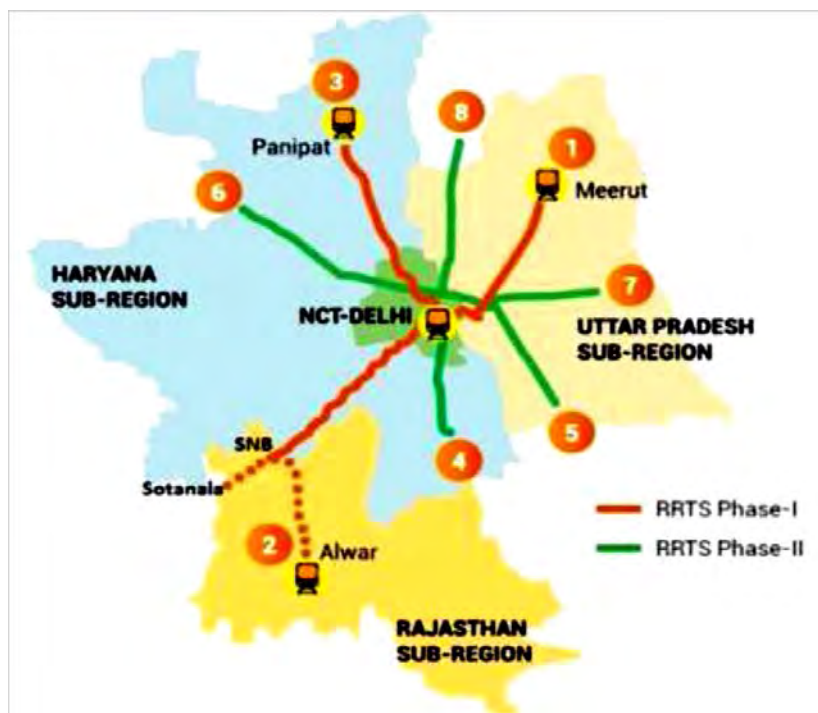 3
8
1
Panipat
Meerut
6
HARYANA
SUB-REGION
7
NCT-DELHI
UTTAR PRADESH
SUB-REGION
5
SNB
4
Sotanala
RRTS Phase-I
2
Alwar
RRTS Phase-II
RAJASTHAN
SUB-REGION